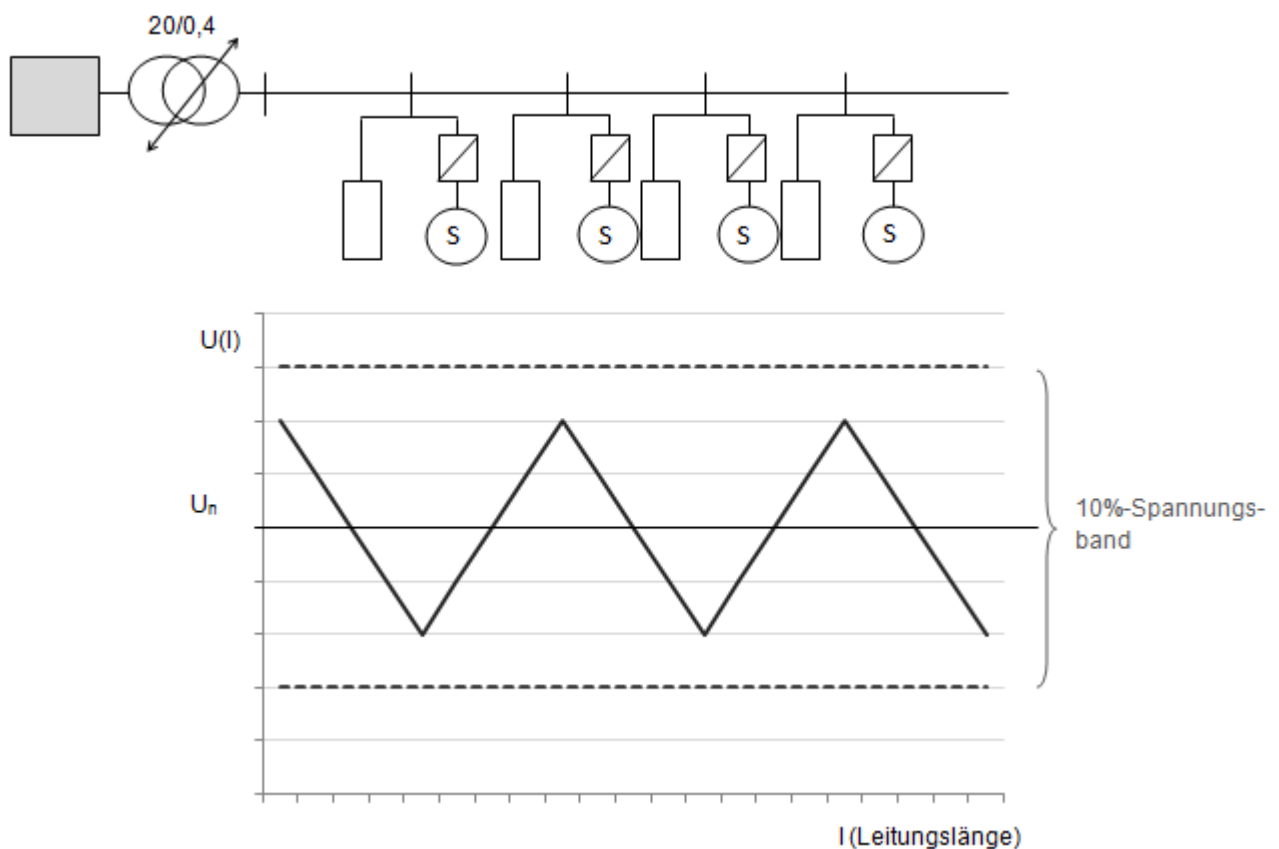 20/0,4
S
S
S
S
U(l)
Uₙ
10%-Spannungs-
band
l (Leitungslänge)